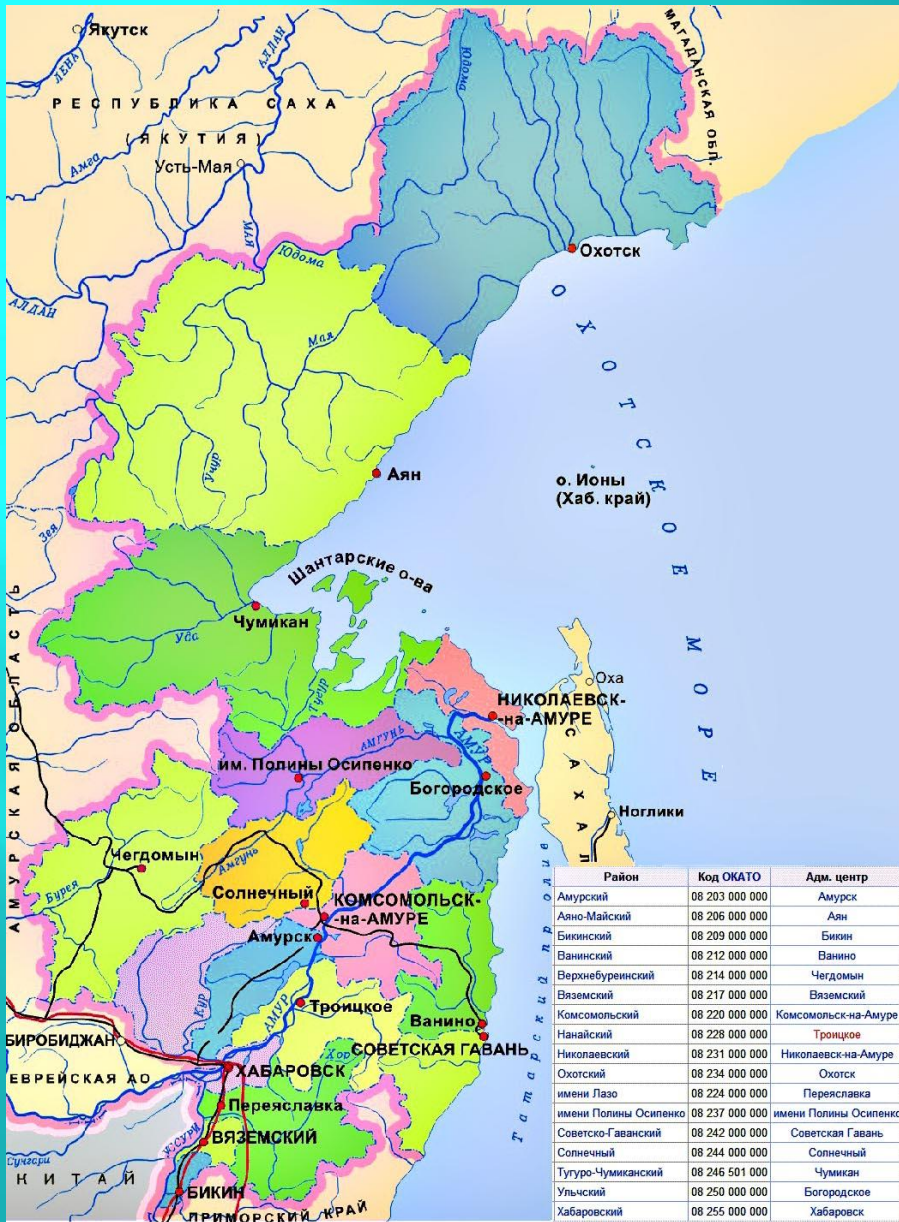 Якутск
ЛЕНА
АЛДАН
РЕСПУБЛИКА САХА
(ЯКУТИЯ)
Амга
Усть-Мая
МАЯ
Юдома
МАГАДАНСКАЯ ОБЛ.
Юдома
АЛДАН
Охотск
ОХОТСКОЕ МОРЕ
Мая
Учур
Аян
о. Ионы
(Хаб. край)
Зея
Шантарские о-ва
Чумикан
Уда
Тугур
АМУРСКАЯ ОБЛАСТЬ
Оха
НИКОЛАЕВСК-
-на-АМУРЕ
АМУР
САХАЛ
АМГУНЬ
им. Полины Осипенко
Богородское
Ноглики
Чегдомын
Амгунь
Бурея
Солнечный
КОМСОМОЛЬСК-
-на-АМУРЕ
Амурск
Кур
АМУР
Троицкое
Ванино
СОВЕТСКАЯ ГАВАНЬ
Татарский пролив
БИРОБИДЖАН
Хор
ХАБАРОВСК
ЕВРЕЙСКАЯ АО
Переяславка
УССУРИ
ВЯЗЕМСКИЙ
Сунгари
КИТАЙ
БИКИН
ПРИМОРСКИЙ КРАЙ
Район Код ОКАТО Адм. центр
Амурский 08 203 000 000 Амурск
Аяно-Майский 08 206 000 000 Аян
Бикинский 08 209 000 000 Бикин
Ванинский 08 212 000 000 Ванино
Верхнебуреинский 08 214 000 000 Чегдомын
Вяземский 08 217 000 000 Вяземский
Комсомольский 08 220 000 000 Комсомольск-на-Амуре
Нанайский 08 228 000 000 Троицкое
Николаевский 08 231 000 000 Николаевск-на-Амуре
Охотский 08 234 000 000 Охотск
имени Лазо 08 224 000 000 Переяславка
имени Полины Осипенко 08 237 000 000 имени Полины Осипенко
Советско-Гаванский 08 242 000 000 Советская Гавань
Солнечный 08 244 000 000 Солнечный
Тугуро-Чумиканский 08 246 501 000 Чумикан
Ульчский 08 250 000 000 Богородское
Хабаровский 08 255 000 000 Хабаровск